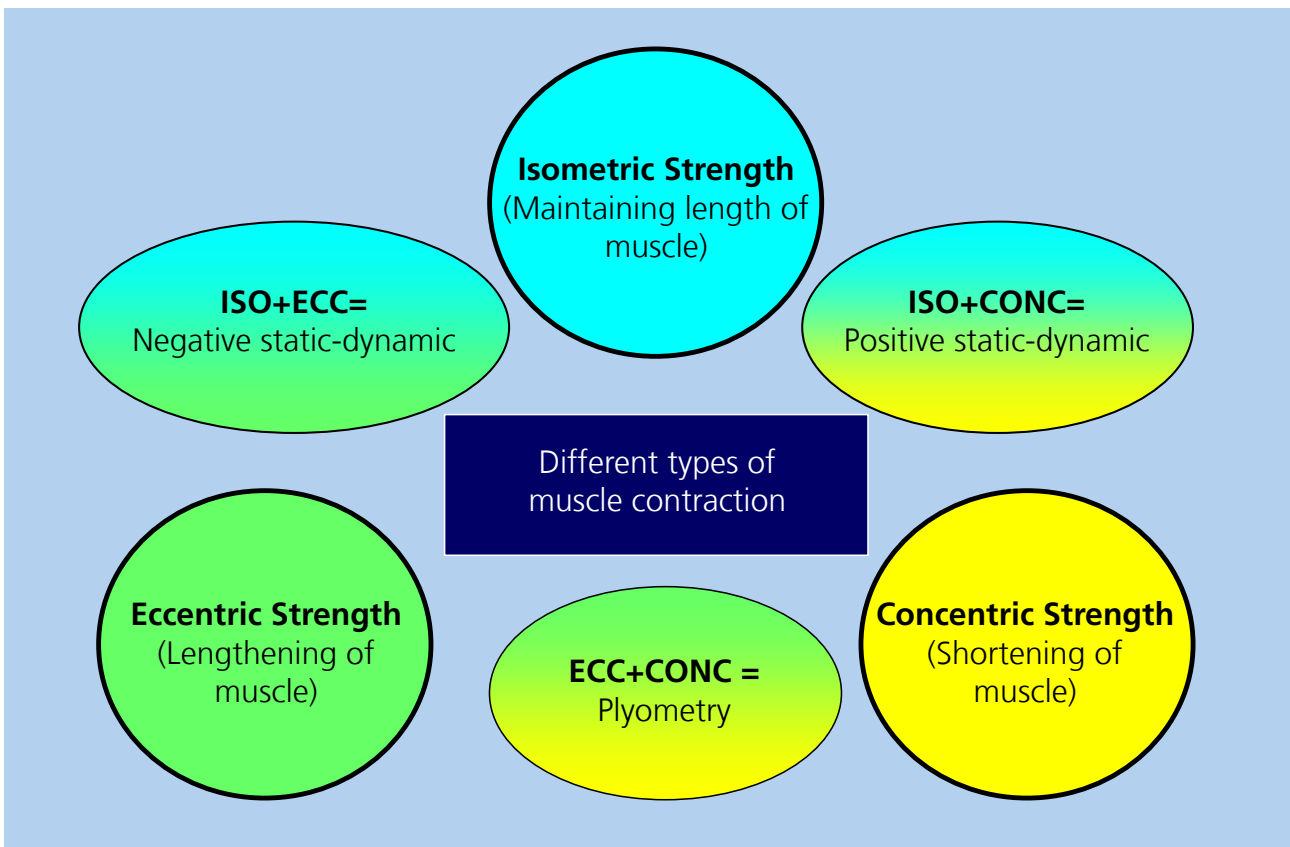 Isometric Strength
(Maintaining length of
muscle)
ISO+ECC=
Negative static-dynamic
ISO+CONC=
Positive static-dynamic
Different types of
muscle contraction
Eccentric Strength
(Lengthening of
muscle)
ECC+CONC =
Plyometry
Concentric Strength
(Shortening of
muscle)